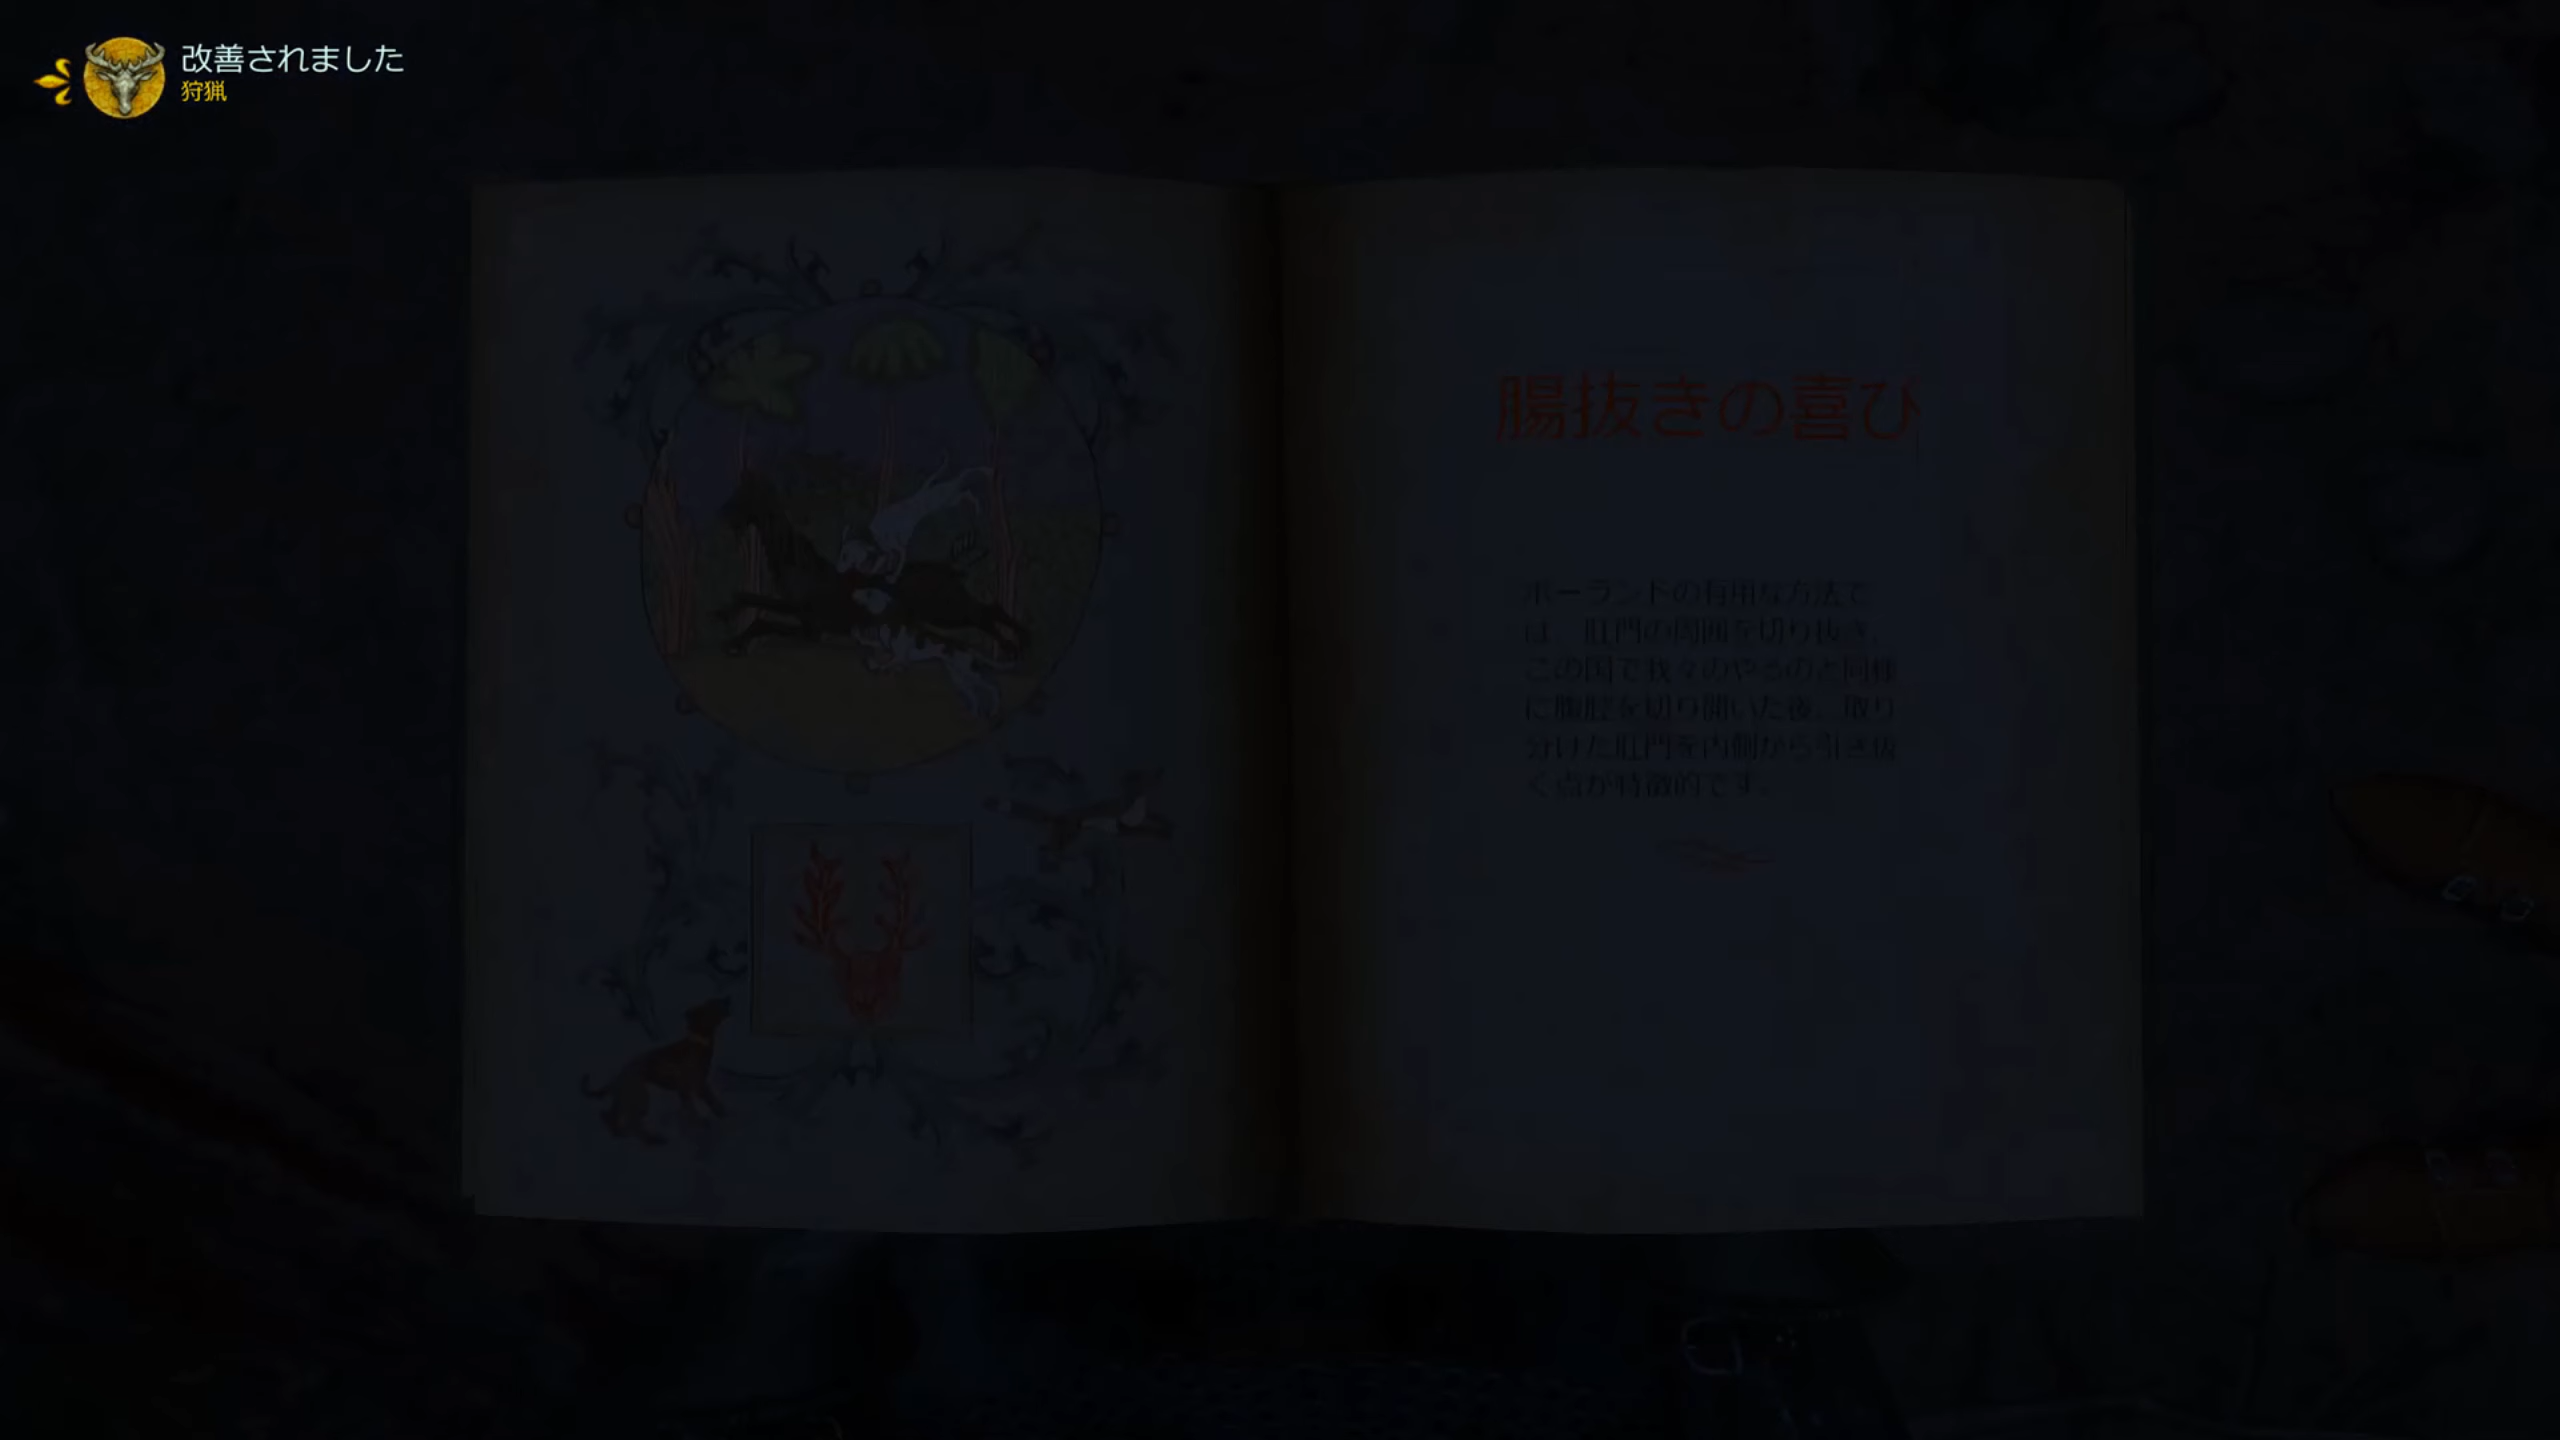 改善されました
狩猟
腸抜きの喜び
ポーランドの有用な方法で
は、肛門の周囲を切り抜き、
この国で我々のやるのと同様
に腹腔を切り開いた後、取り
分けた肛門を内側から引き抜
く点が特徴的です。